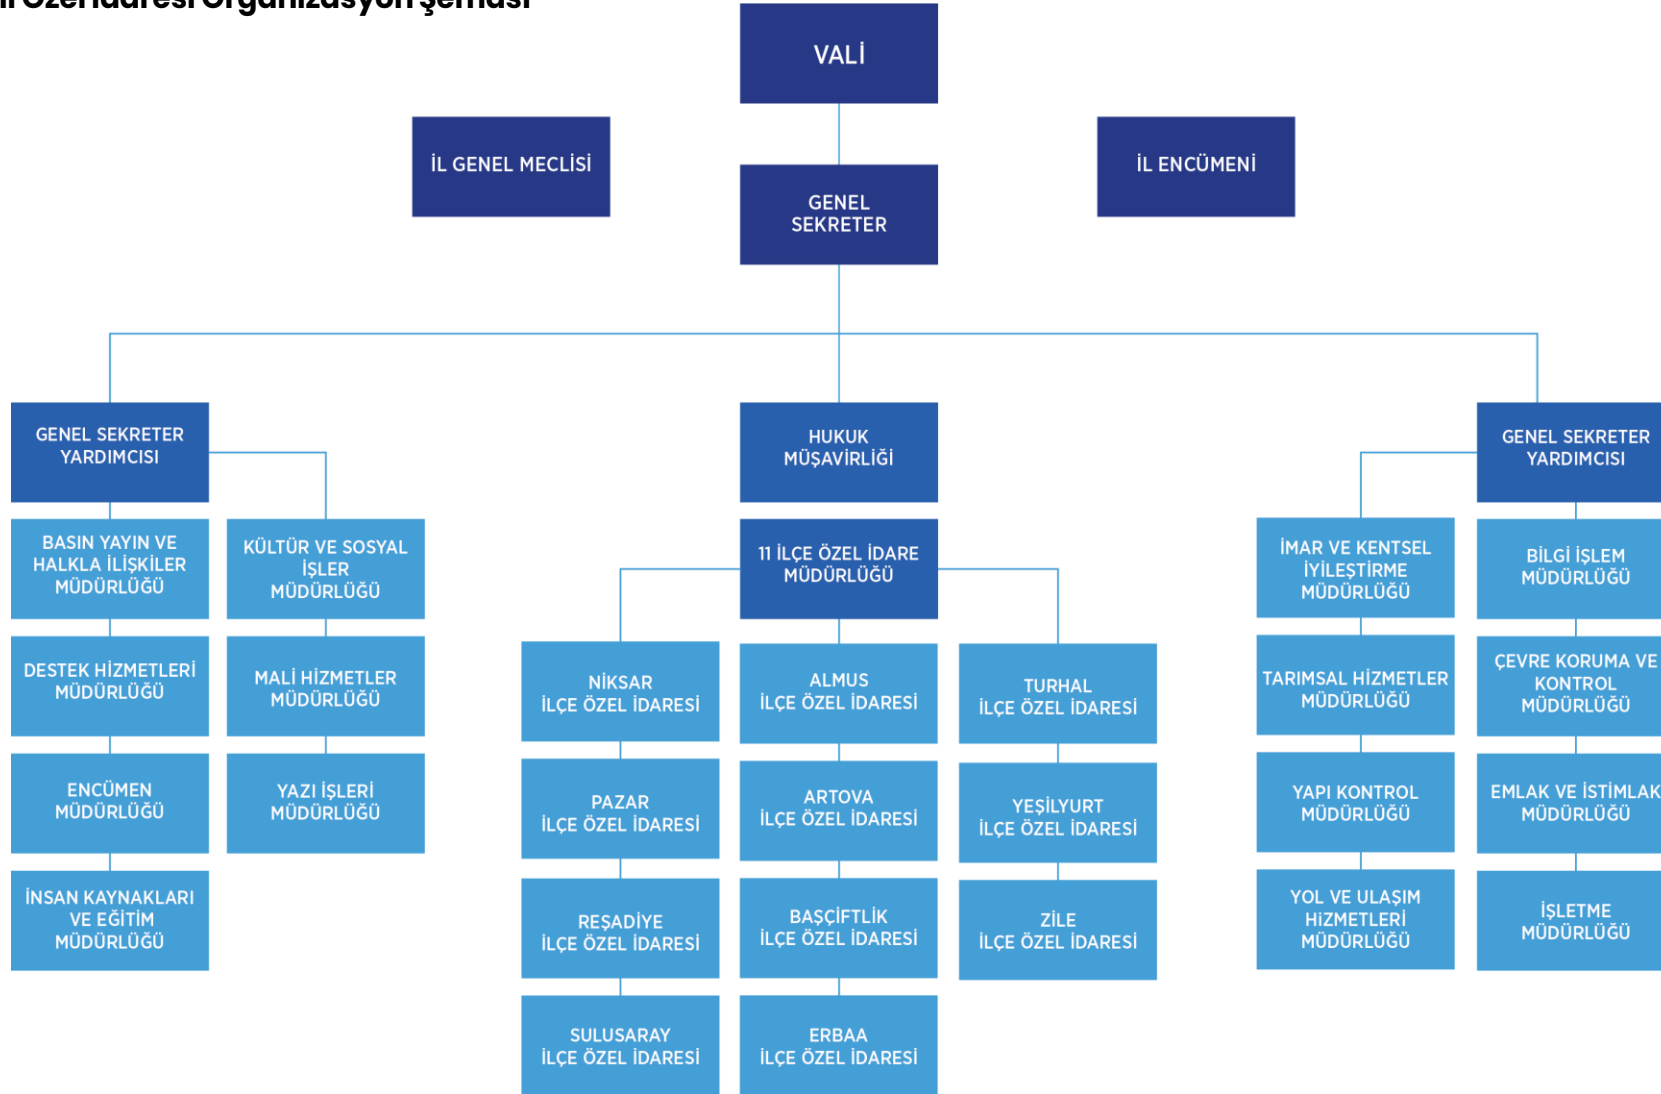 İl Özel İdaresi Organizasyon Şeması
VALİ
İL GENEL MECLİSİ
İL ENCÜMENİ
GENEL
SEKRETER
GENEL SEKRETER
YARDIMCISI
HUKUK
MÜŞAVİRLİĞİ
GENEL SEKRETER
YARDIMCISI
BASIN YAYIN VE
HALKLA İLİŞKİLER
MÜDÜRLÜĞÜ
DESTEK HİZMETLERİ
MÜDÜRLÜĞÜ
ENCÜMEN
MÜDÜRLÜĞÜ
İNSAN KAYNAKLARI
VE EĞİTİM
MÜDÜRLÜĞÜ
KÜLTÜR VE SOSYAL
İŞLER
MÜDÜRLÜĞÜ
MALİ HİZMETLER
MÜDÜRLÜĞÜ
YAZI İŞLERİ
MÜDÜRLÜĞÜ
11 İLÇE ÖZEL İDARE
MÜDÜRLÜĞÜ
NİKSAR
İLÇE ÖZEL İDARESİ
PAZAR
İLÇE ÖZEL İDARESİ
REŞADİYE
İLÇE ÖZEL İDARESİ
SULUSARAY
İLÇE ÖZEL İDARESİ
ALMUS
İLÇE ÖZEL İDARESİ
ARTOVA
İLÇE ÖZEL İDARESİ
BAŞÇİFTLİK
İLÇE ÖZEL İDARESİ
ERBAA
İLÇE ÖZEL İDARESİ
TURHAL
İLÇE ÖZEL İDARESİ
YEŞİLYURT
İLÇE ÖZEL İDARESİ
ZİLE
İLÇE ÖZEL İDARESİ
İMAR VE KENTSEL
İYİLEŞTİRME
MÜDÜRLÜĞÜ
TARIMSAL HİZMETLER
MÜDÜRLÜĞÜ
YAPI KONTROL
MÜDÜRLÜĞÜ
YOL VE ULAŞIM
HiZMETLERİ
MÜDÜRLÜĞÜ
BİLGİ İŞLEM
MÜDÜRLÜĞÜ
ÇEVRE KORUMA VE
KONTROL
MÜDÜRLÜĞÜ
EMLAK VE İSTİMLAK
MÜDÜRLÜĞÜ
İŞLETME
MÜDÜRLÜĞÜ